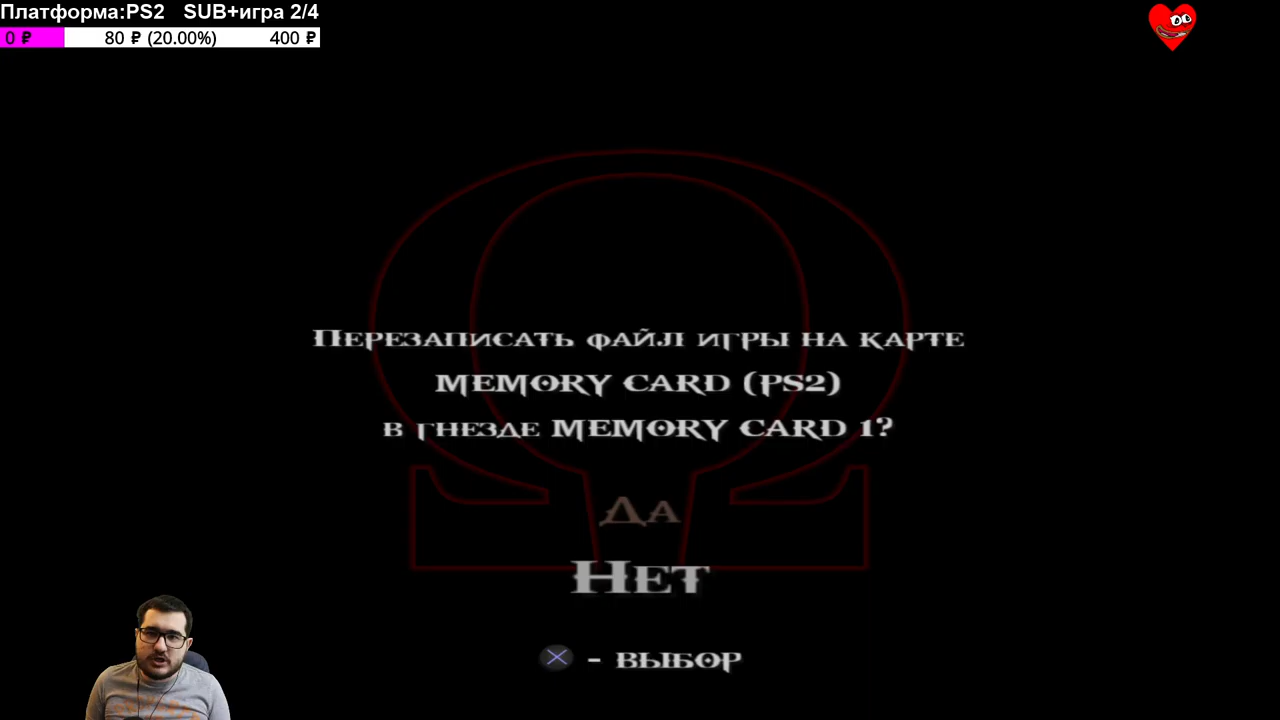 Платформа:PS2 SUB+игра 2/4
0 ₽ 80 ₽ (20.00%) 400 ₽
Перезаписать файл игры на карте
MEMORY CARD (PS2)
в гнезде MEMORY CARD 1?
Да
Нет
- выбор